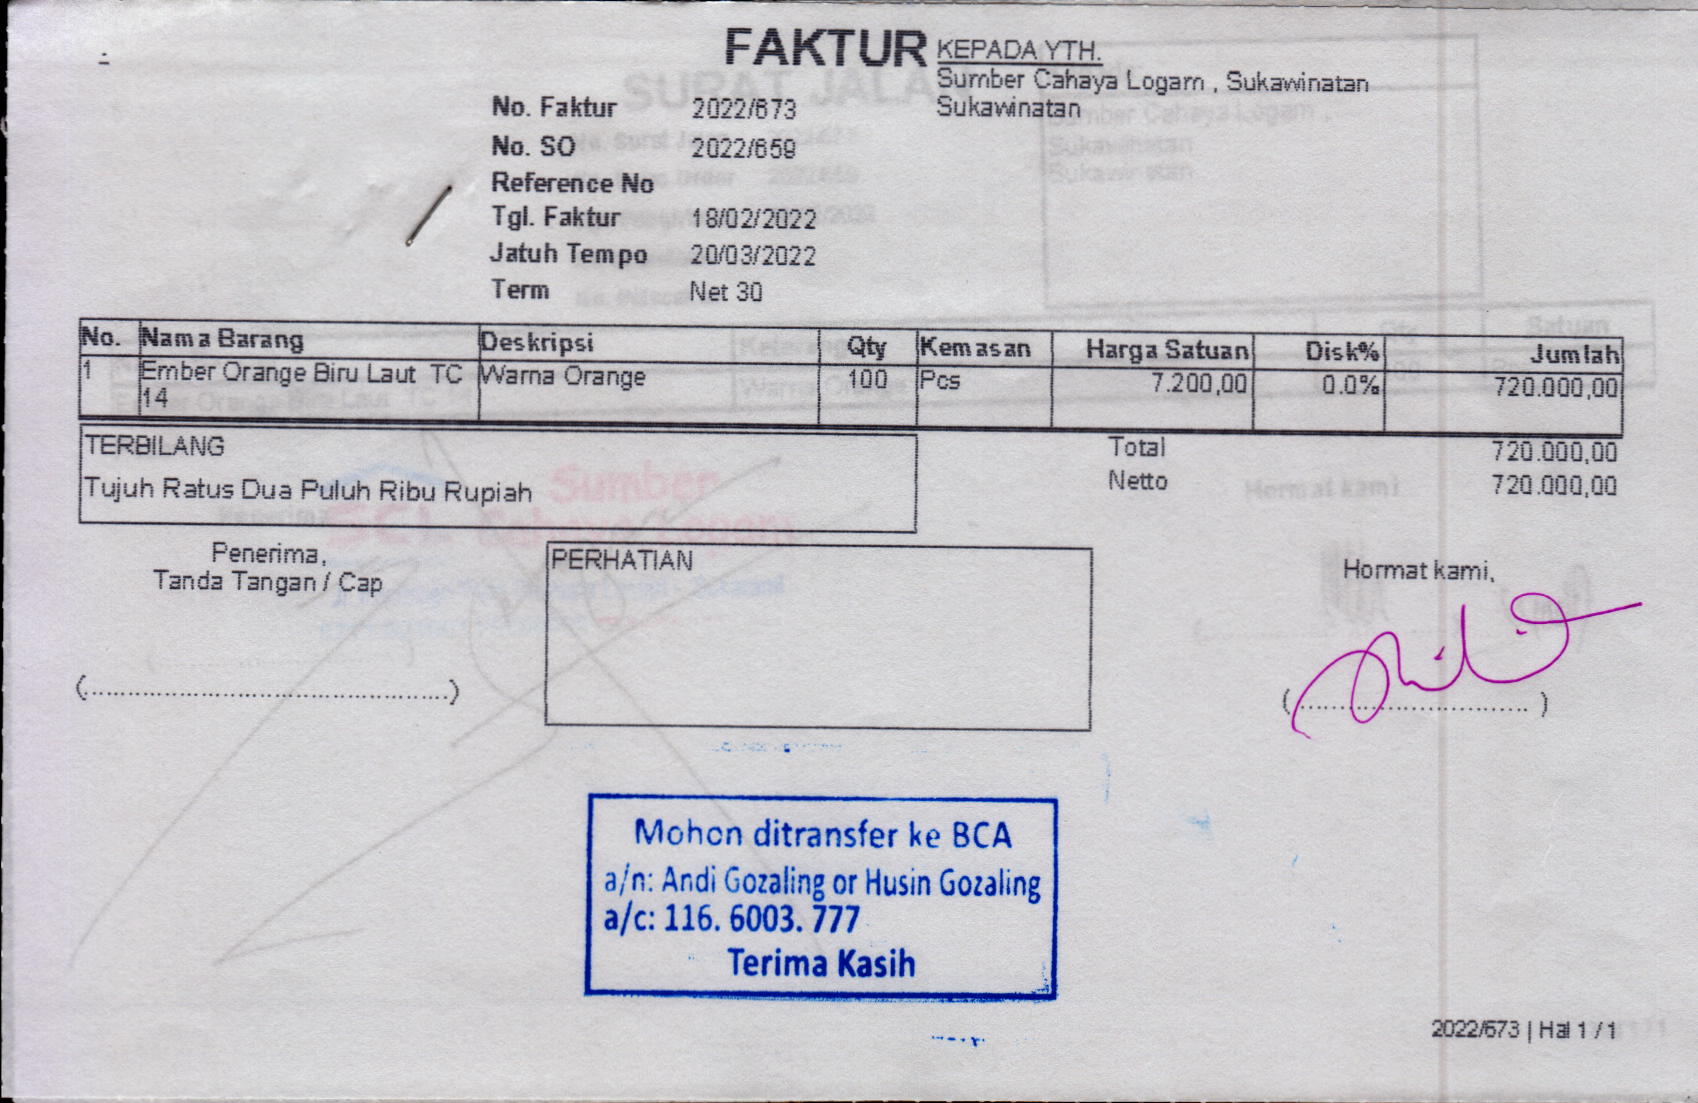 FAKTUR
KEPADA YTH.
Sumber Cahaya Logam , Sukawinatan
Sukawinatan
No. Faktur 2022/673
No. SO 2022/659
Reference No
Tgl. Faktur 18/02/2022
Jatuh Tempo 20/03/2022
Term Net 30
No. Nama Barang Deskripsi Qty Kemasan Harga Satuan Disk% Jumlah
1 Ember Orange Biru Laut TC Warna Orange 100 Pcs 7.200,00 0.0% 720.000,00
14
TERBILANG
Tujuh Ratus Dua Puluh Ribu Rupiah
Total 720.000,00
Netto 720.000,00
Penerima,
Tanda Tangan / Cap
PERHATIAN
Hormat kami,
(................................................)
(................................)
Mohon ditransfer ke BCA
a/n: Andi Gozaling or Husin Gozaling
a/c: 116. 6003. 777
Terima Kasih
2022/673 | Hal 1 / 1